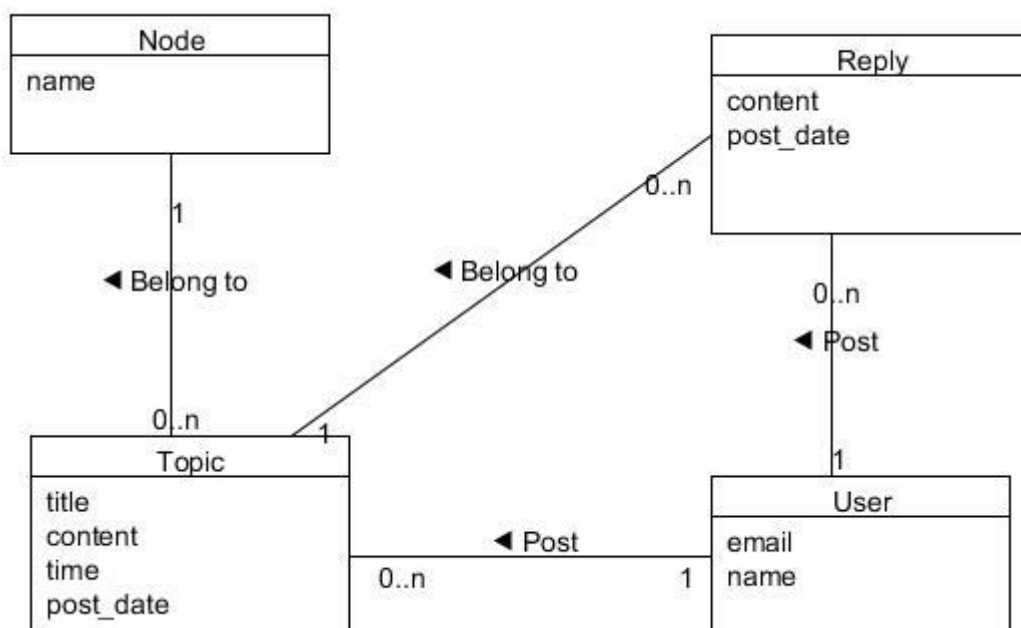 Node
name
Reply
content
post_date
0..n
1
◄ Belong to
◄ Belong to
0..n
◄ Post
0..n
1
1
Topic
title
content
time
post_date
◄ Post
0..n
1
User
email
name